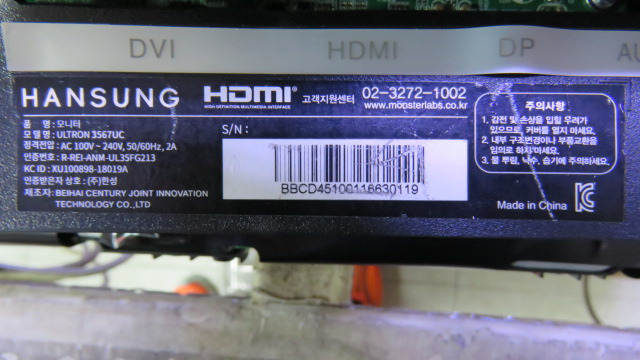 DVI HDMI DP AU
HANSUNG HDMI 고객지원센터 02-3272-1002
HIGH-DEFINITION MULTIMEDIA INTERFACE www.monsterlabs.co.kr
품 명 : 모니터
모 델 명 : ULTRON 3567UC
정격전압 : AC 100V ~ 240V, 50/60Hz, 2A
인증번호 : R-REI-ANM-UL35FG213
KC ID : XU100898-18019A
인증받은자 상호 : (주)한성
제조자 : BEIHAI CENTURY JOINT INNOVATION
TECHNOLOGY CO.,LTD
S/N :
BBCD45100116630119
주의사항
1. 감전 및 손상을 입힐 우려가
있으므로, 커버를 열지 마세요.
2. 내부 구조변경이나 부품교환을
임의로 하지마세요.
3. 물 뿌림, 낙수, 습기에 주의하세요.
Made in China